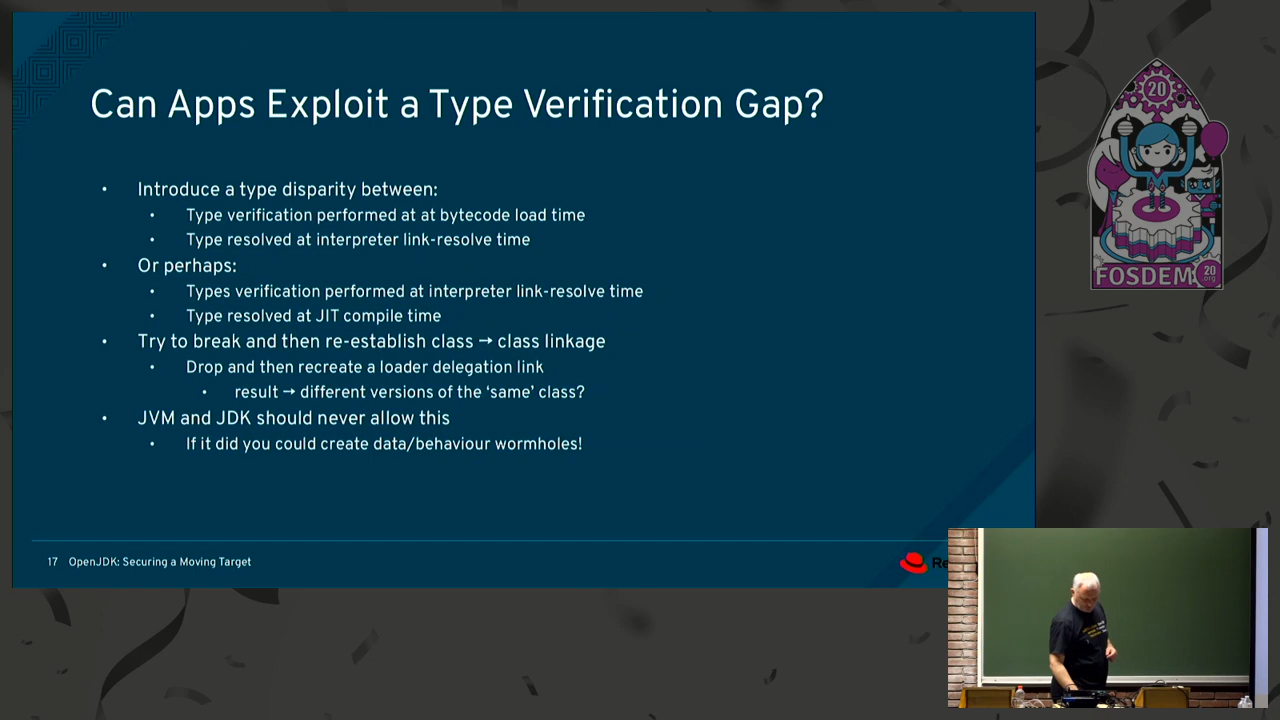 Can Apps Exploit a Type Verification Gap?
• Introduce a type disparity between:
• Type verification performed at at bytecode load time
• Type resolved at interpreter link-resolve time
• Or perhaps:
• Types verification performed at interpreter link-resolve time
• Type resolved at JIT compile time
• Try to break and then re-establish class → class linkage
• Drop and then recreate a loader delegation link
• result → different versions of the ‘same’ class?
• JVM and JDK should never allow this
• If it did you could create data/behaviour wormholes!
17 OpenJDK: Securing a Moving Target
20
FOSDEM
20
.org